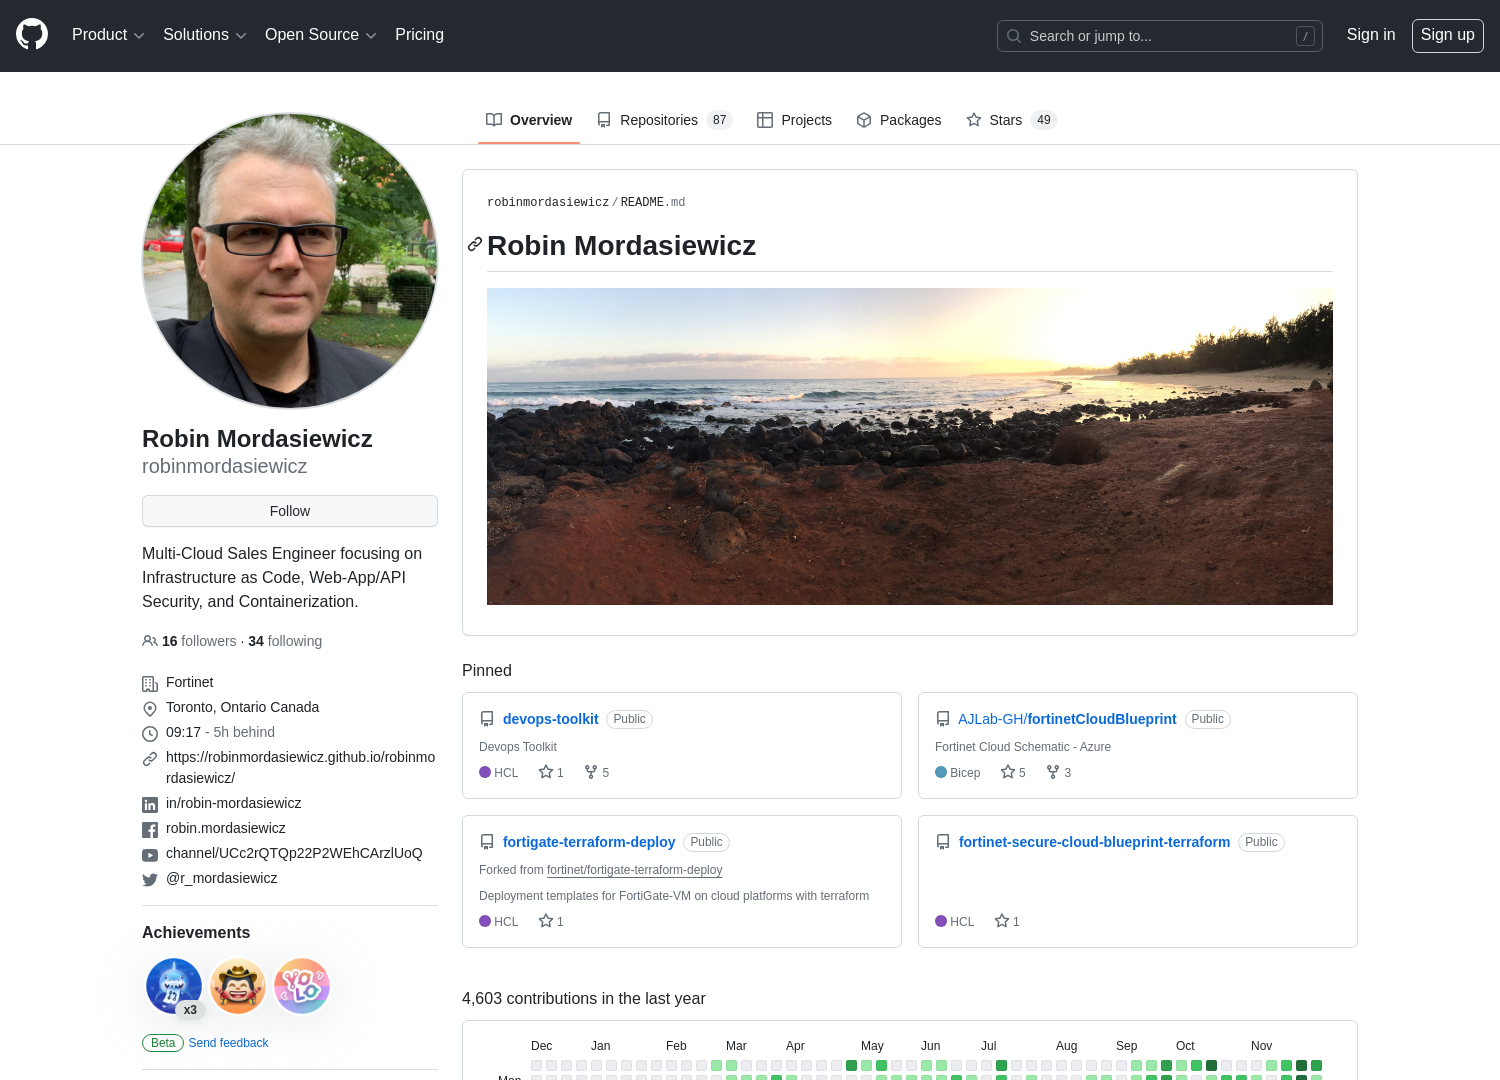 Product Solutions Open Source Pricing Search or jump to... / Sign in Sign up
Overview Repositories 87 Projects Packages Stars 49
robinmordasiewicz/README.md
Robin Mordasiewicz
Robin Mordasiewicz
robinmordasiewicz
Follow
Multi-Cloud Sales Engineer focusing on
Infrastructure as Code, Web-App/API
Security, and Containerization.
16 followers · 34 following
Fortinet
Toronto, Ontario Canada
09:17 - 5h behind
https://robinmordasiewicz.github.io/robinmo
rdasiewicz/
in/robin-mordasiewicz
robin.mordasiewicz
channel/UCc2rQTQp22P2WEhCArzlUoQ
@r_mordasiewicz
Achievements
x3
YOLO
Beta Send feedback
Pinned
devops-toolkit Public
Devops Toolkit
HCL 1 5
AJLab-GH/fortinetCloudBlueprint Public
Fortinet Cloud Schematic - Azure
Bicep 5 3
fortigate-terraform-deploy Public
Forked from fortinet/fortigate-terraform-deploy
Deployment templates for FortiGate-VM on cloud platforms with terraform
HCL 1
fortinet-secure-cloud-blueprint-terraform Public
HCL 1
4,603 contributions in the last year
Dec Jan Feb Mar Apr May Jun Jul Aug Sep Oct Nov
Mon